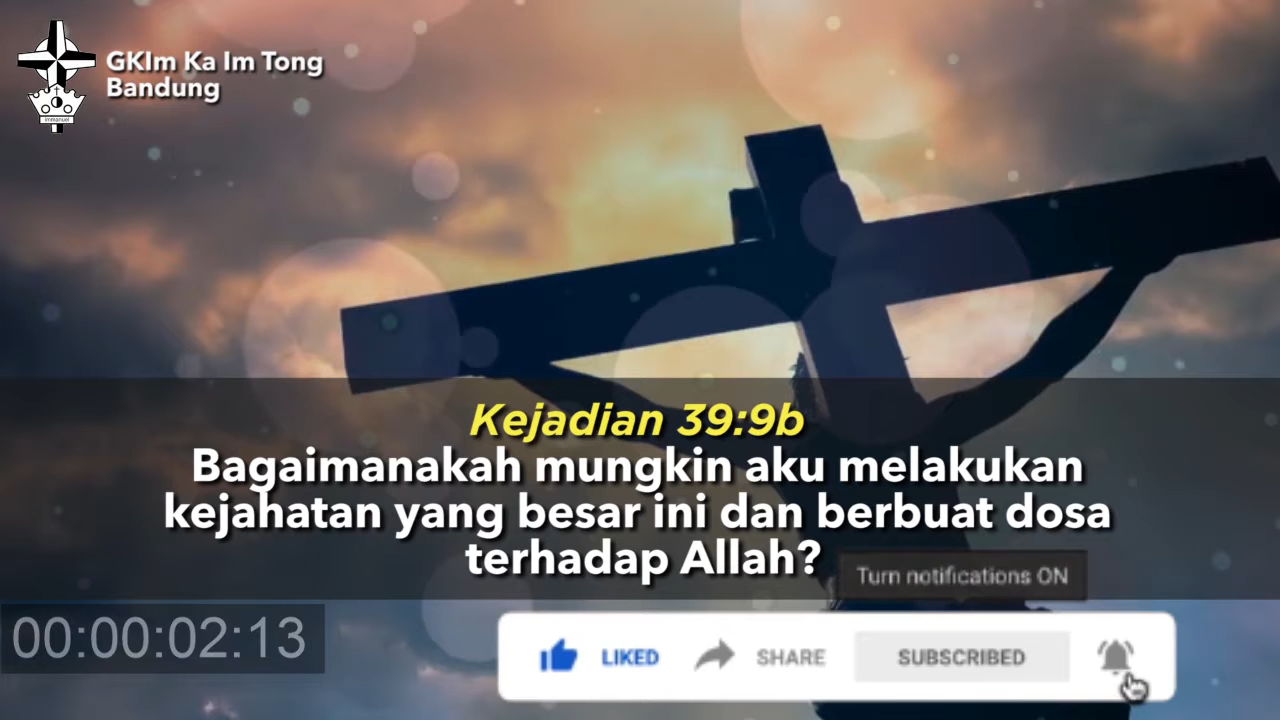 GKIm Ka Im Tong
Bandung
immanuel
Kejadian 39:9b
Bagaimanakah mungkin aku melakukan
kejahatan yang besar ini dan berbuat dosa
terhadap Allah?
Turn notifications ON
00:00:02:13
LIKED
SHARE
SUBSCRIBED